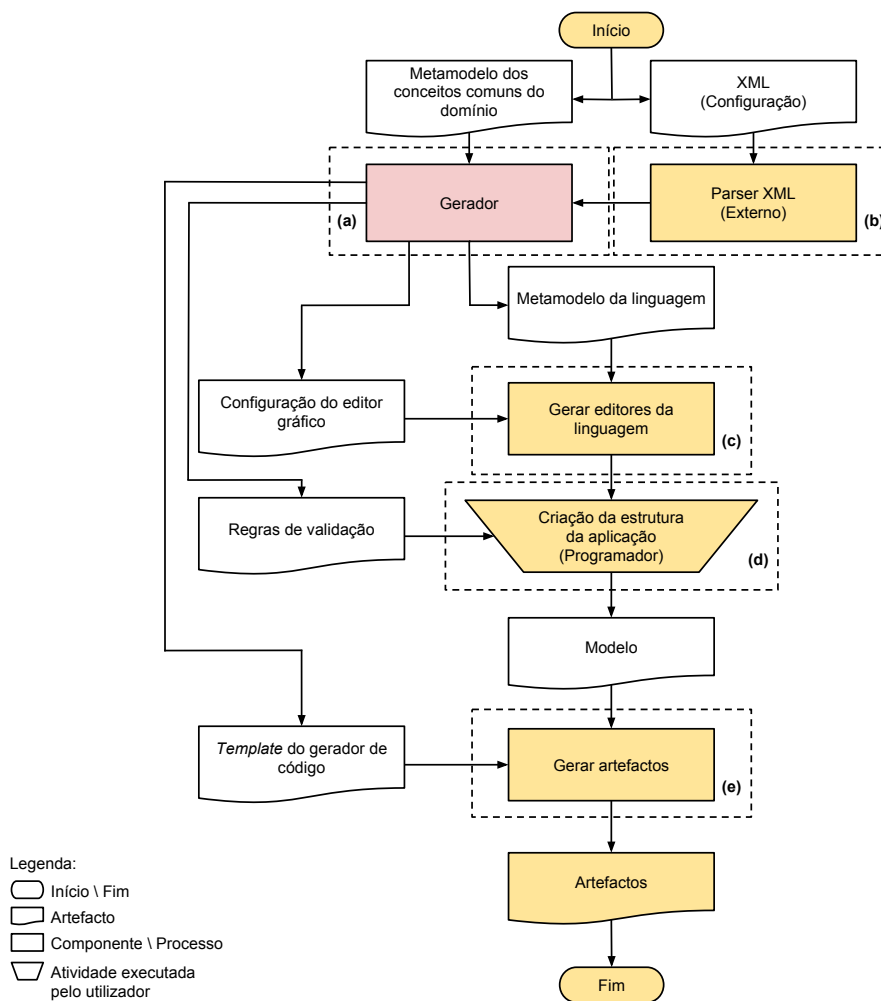 Início
Metamodelo dos
conceitos comuns do
domínio
XML
(Configuração)
Gerador
(a)
Parser XML
(Externo)
(b)
Metamodelo da linguagem
Configuração do editor
gráfico
Gerar editores da
linguagem
(c)
Regras de validação
Criação da estrutura
da aplicação
(Programador)
(d)
Modelo
Template do gerador de
código
Gerar artefactos
(e)
Artefactos
Fim
Legenda:
Início \ Fim
Artefacto
Componente \ Processo
Atividade executada
pelo utilizador